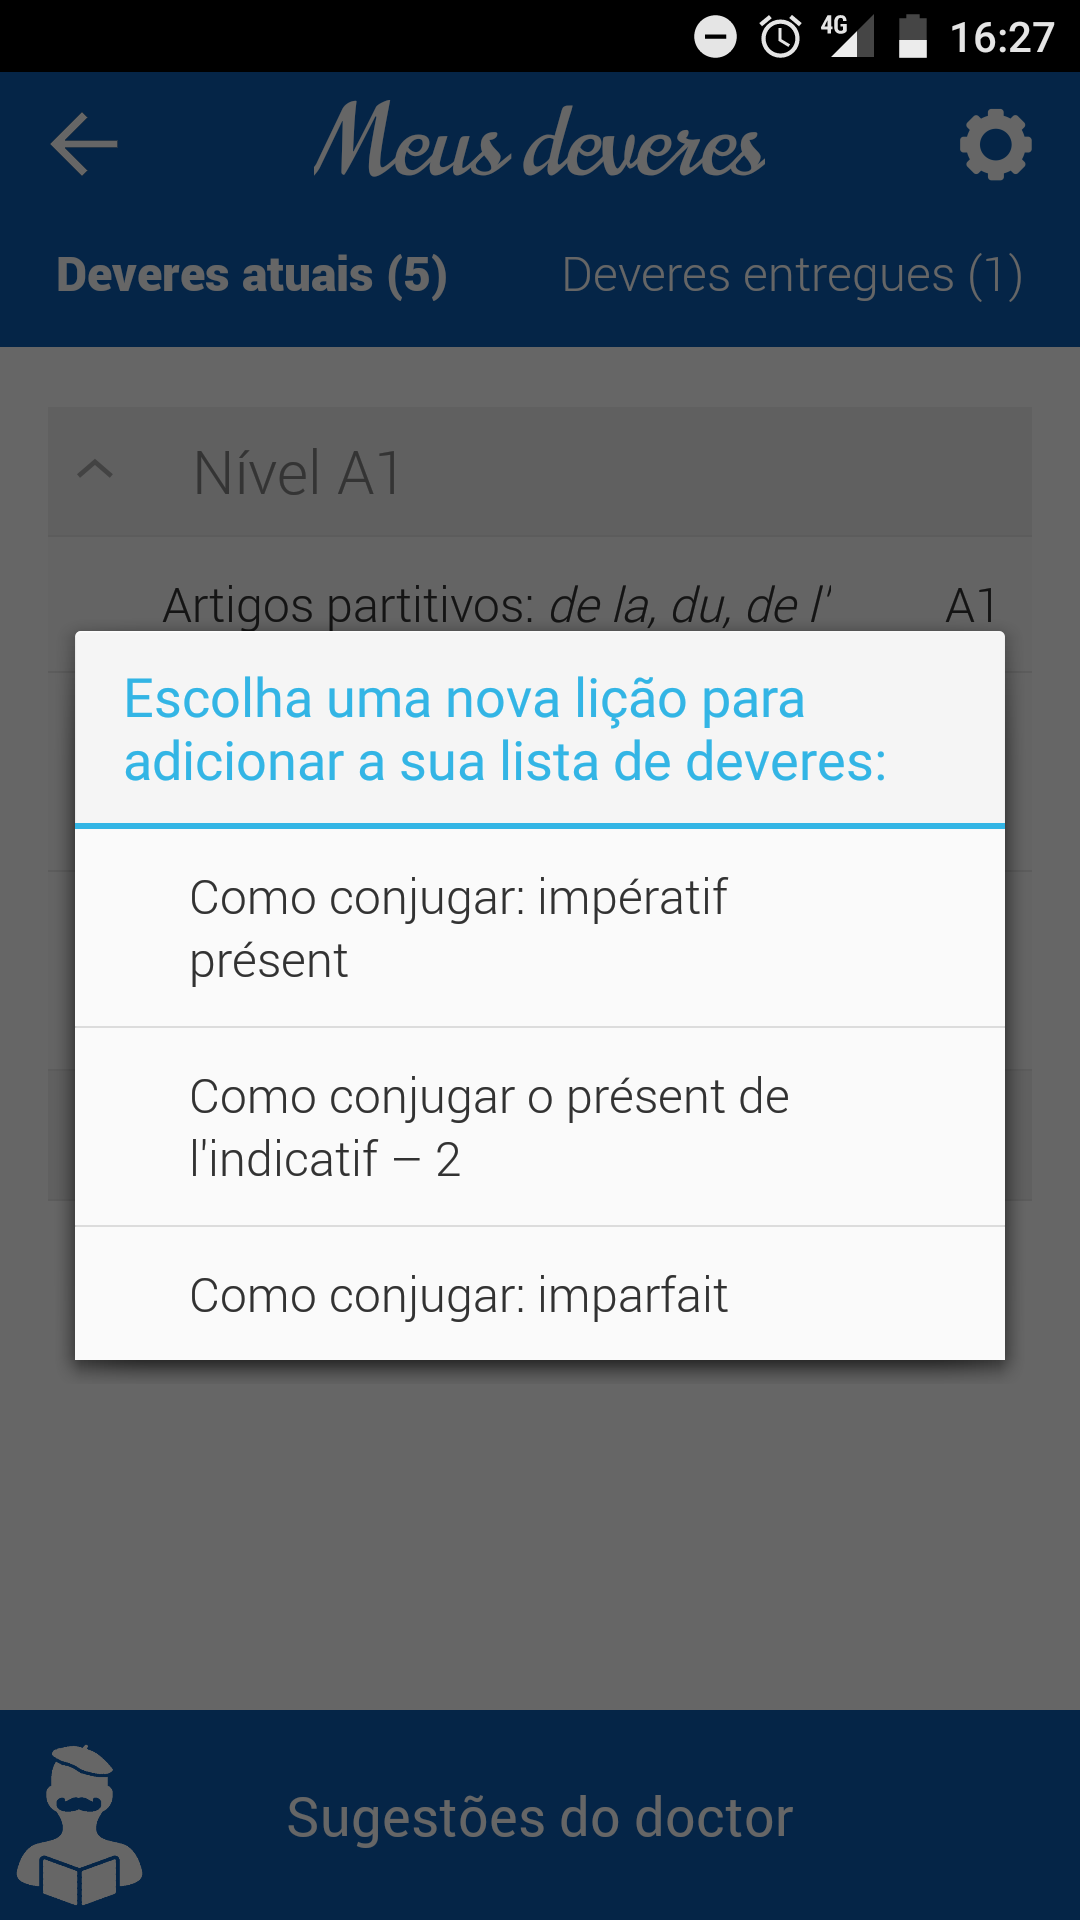 4G 16:27
Meus deveres
Deveres atuais (5) Deveres entregues (1)
Nível A1
Artigos partitivos: de la, du, de l' A1
Escolha uma nova lição para
adicionar a sua lista de deveres:
Como conjugar: impératif
présent
Como conjugar o présent de
l'indicatif – 2
Como conjugar: imparfait
Sugestões do doctor